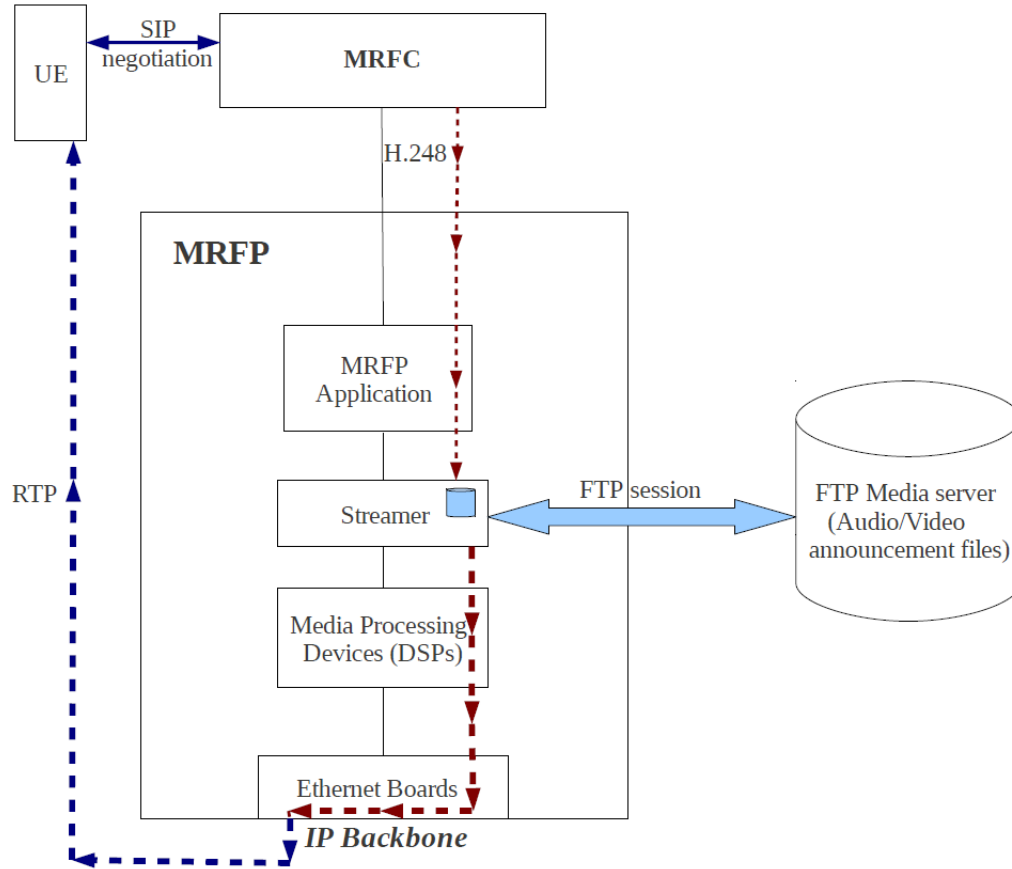 SIP
negotiation
UE
MRFC
H.248
MRFP
MRFP
Application
RTP
Streamer
FTP session
FTP Media server
(Audio/Video
announcement files)
Media Processing
Devices (DSPs)
Ethernet Boards
IP Backbone